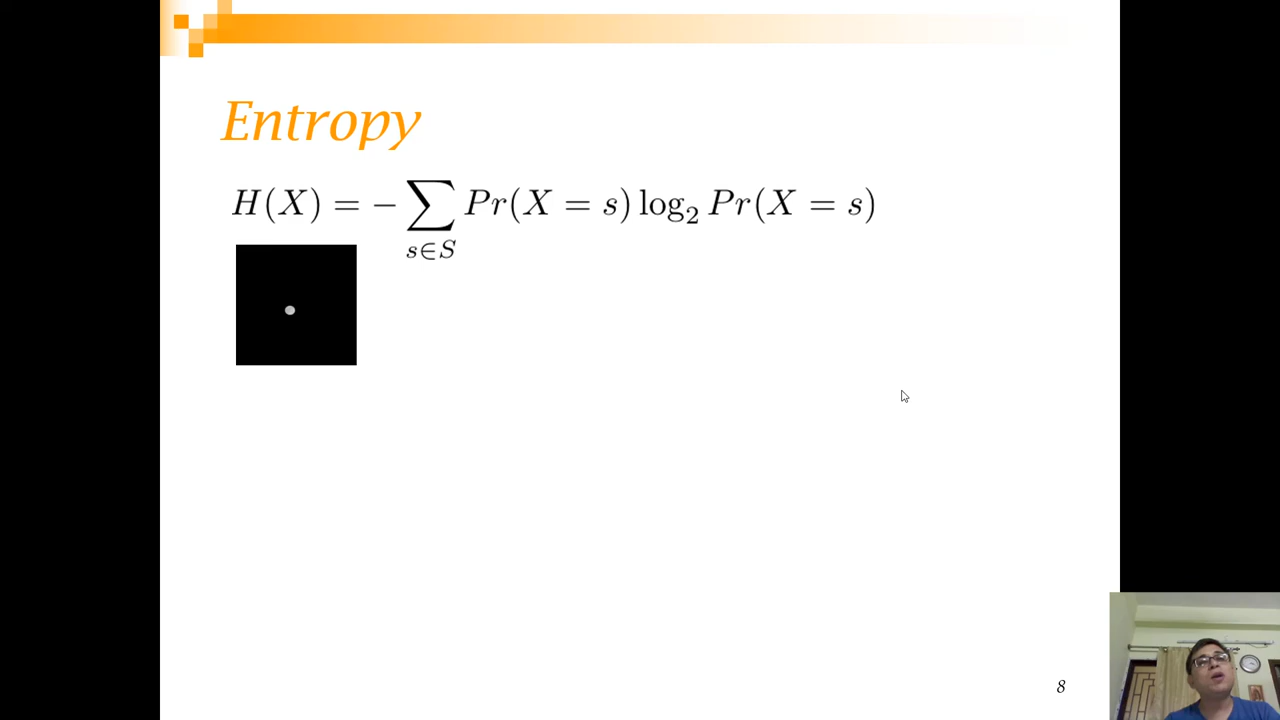 Entropy
H(X) = − ∑ Pr(X = s) log₂ Pr(X = s)
s∈S
8